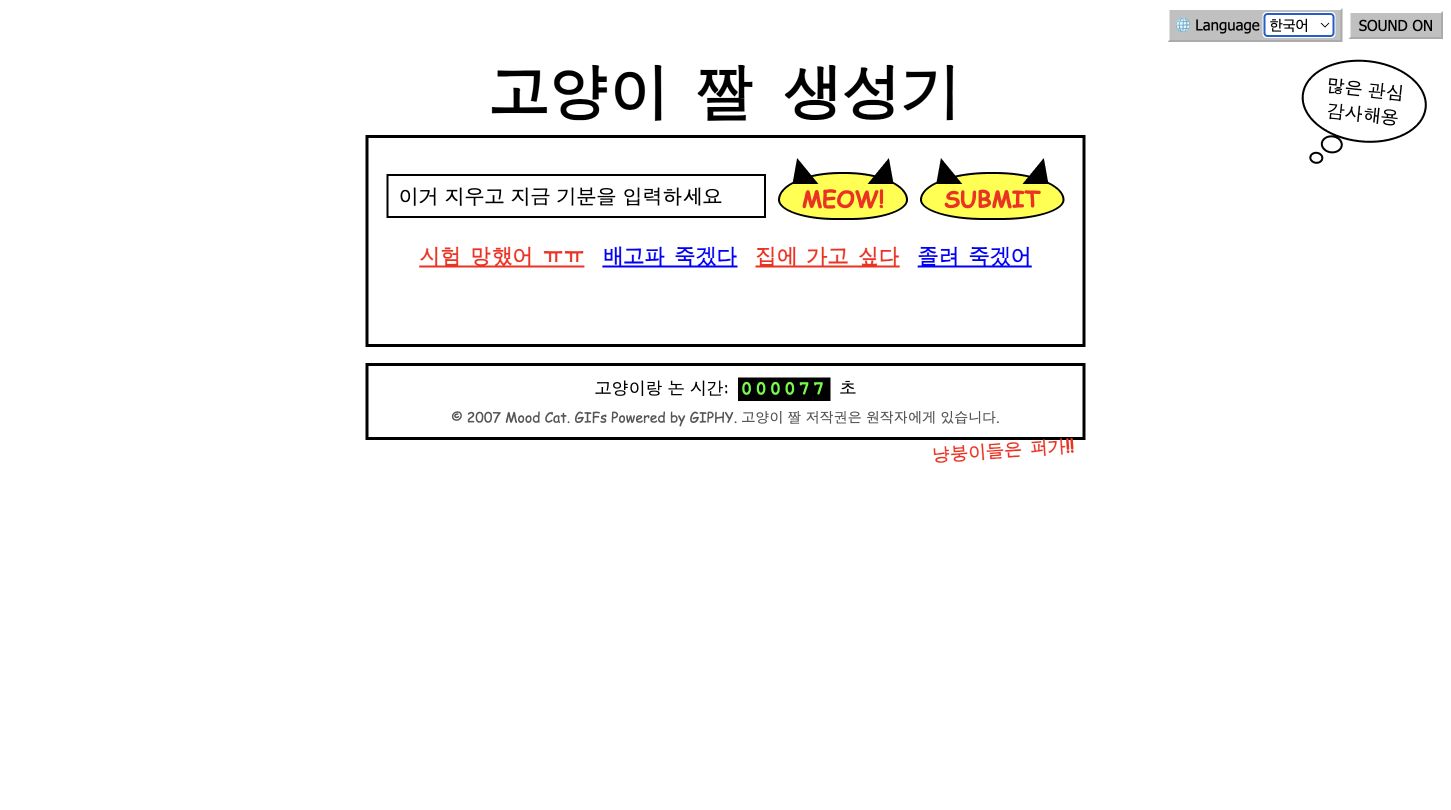 Language 한국어
SOUND ON
많은 관심
감사해용
고양이 짤 생성기
이거 지우고 지금 기분을 입력하세요
MEOW!
SUBMIT
시험 망했어 ㅠㅠ 배고파 죽겠다 집에 가고 싶다 졸려 죽겠어
고양이랑 논 시간: 000077 초
© 2007 Mood Cat. GIFs Powered by GIPHY. 고양이 짤 저작권은 원작자에게 있습니다.
냥붕이들은 퍼가!!